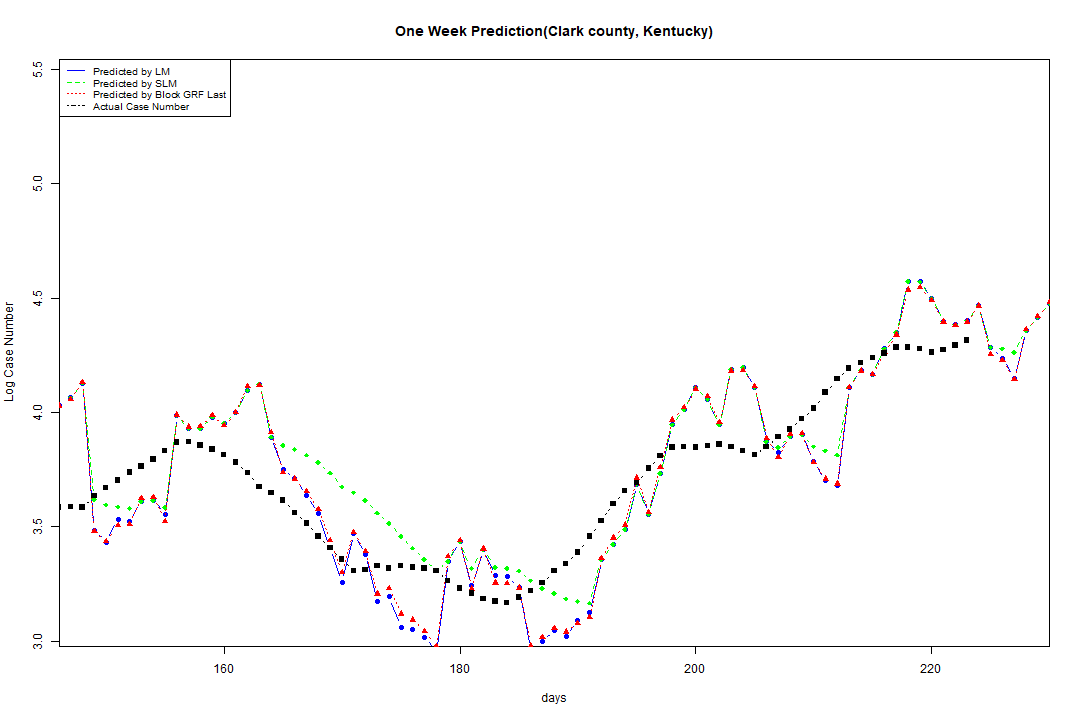 One Week Prediction(Clark county, Kentucky)
Predicted by LM
Predicted by SLM
Predicted by Block GRF Last
Actual Case Number
5.5
5.0
4.5
4.0
3.5
3.0
Log Case Number
160 180 200 220
days